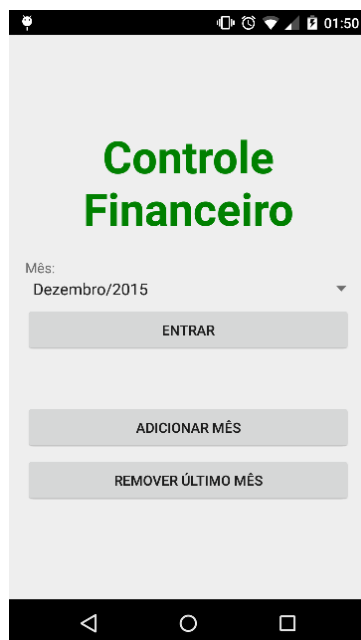 01:50
Controle
Financeiro
Mês:
Dezembro/2015
ENTRAR
ADICIONAR MÊS
REMOVER ÚLTIMO MÊS